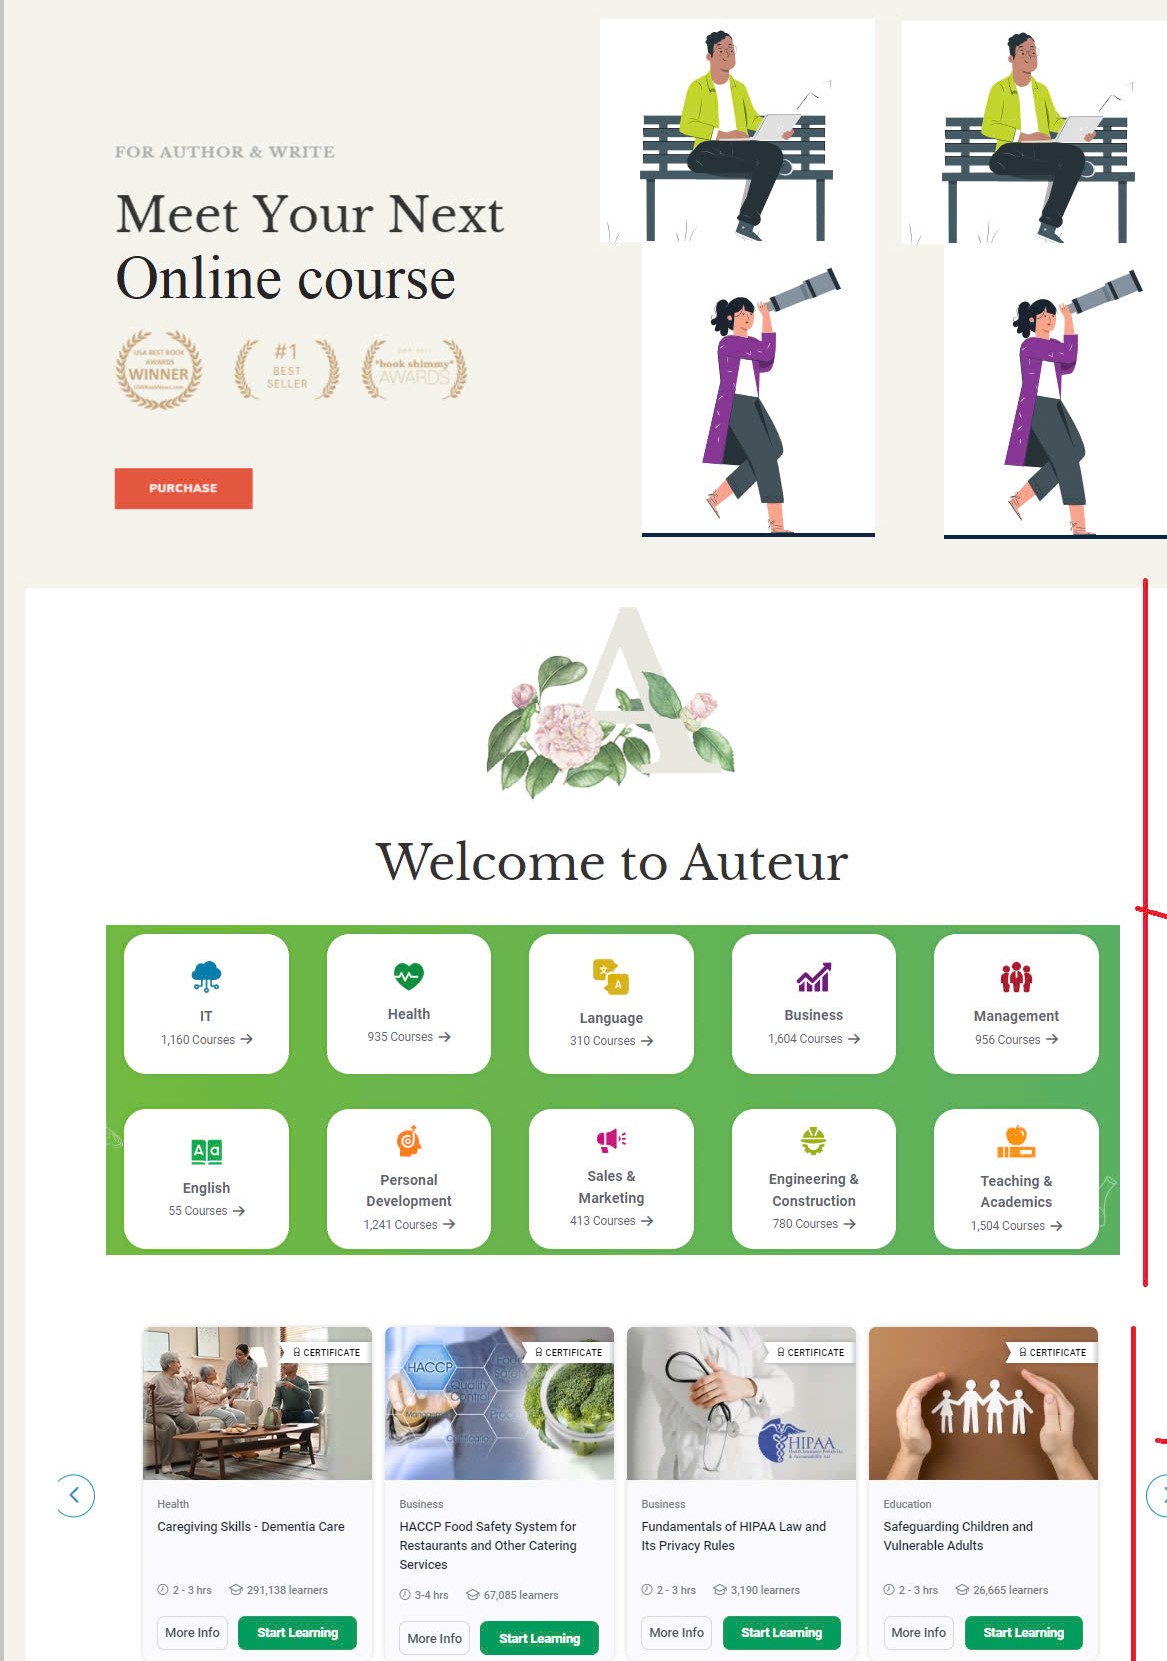 FOR AUTHOR & WRITE
Meet Your Next
Online course
USA BEST BOOK
AWARDS
WINNER
USABookNews.com
#1
BEST
SELLER
"book shimmy"
AWARDS
PURCHASE
A
Welcome to Auteur
IT
1,160 Courses
Health
935 Courses
A
Language
310 Courses
Business
1,604 Courses
Management
956 Courses
Aa
English
55 Courses
Personal
Development
1,241 Courses
Sales &
Marketing
413 Courses
Engineering &
Construction
780 Courses
Teaching &
Academics
1,504 Courses
CERTIFICATE
Health
Caregiving Skills - Dementia Care
2 - 3 hrs 291,138 learners
More Info Start Learning
CERTIFICATE
HACCP
Quality
Control
Business
HACCP Food Safety System for
Restaurants and Other Catering
Services
3-4 hrs 67,085 learners
More Info Start Learning
CERTIFICATE
HIPAA
Business
Fundamentals of HIPAA Law and
Its Privacy Rules
2 - 3 hrs 3,190 learners
More Info Start Learning
CERTIFICATE
Education
Safeguarding Children and
Vulnerable Adults
2 - 3 hrs 26,665 learners
More Info Start Learning